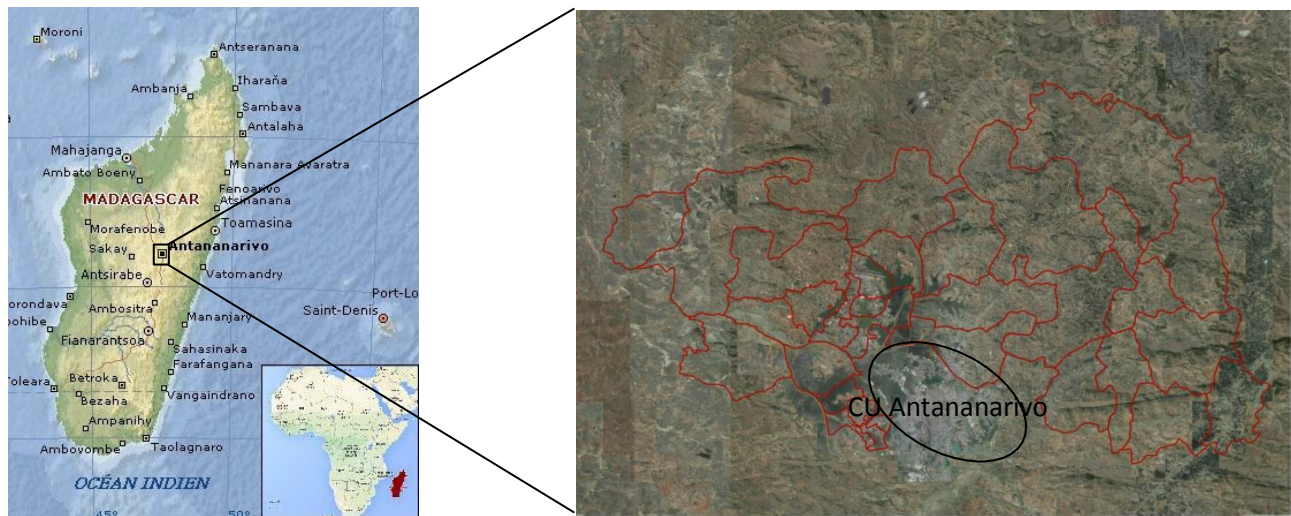 Moroni
Antseranana
Iharaña
Ambanja
Sambava
Antalaha
Mahajanga
Mananara Avaratra
Ambato Boeny
Fenoarivo
Atsinanana
MADAGASCAR
Toamasina
Morafenobe
Antananarivo
Sakay
Vatomandry
Antsirabe
Port-Lo
orondava
Ambositra
Saint-Denis
Mananjary
oohibe
Fianarantsoa
Sahasinaka
Farafangana
Toleara
Betroka
Vangaindrano
Bezaha
Ampanihy
Ambovombe
Taolagnaro
OCÉAN INDIEN
45°
50°
CU Antananarivo